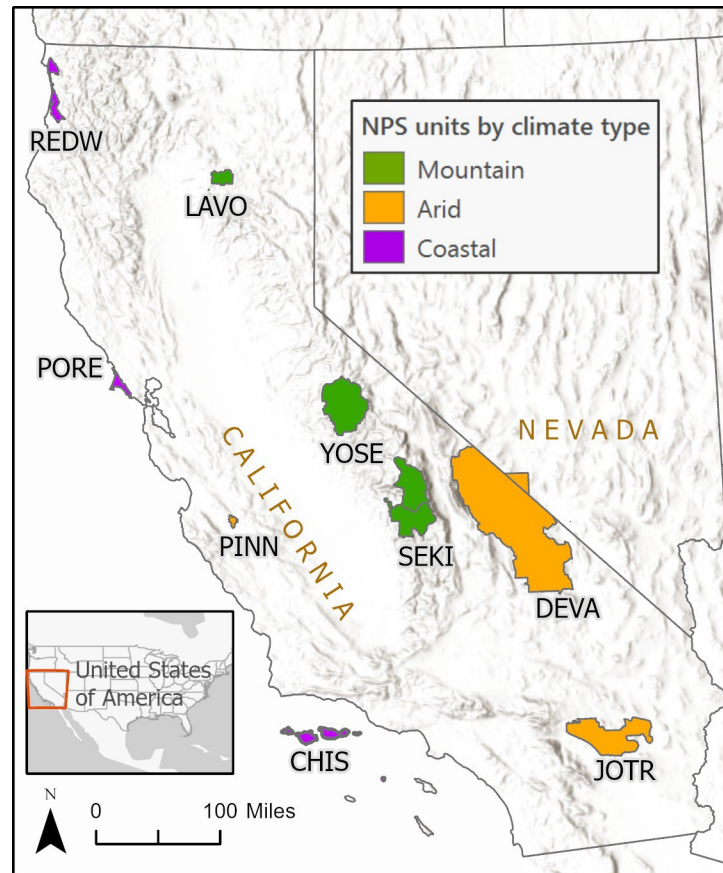 REDW
NPS units by climate type
Mountain
Arid
Coastal
LAVO
PORE
NEVADA
CALIFORNIA
YOSE
PINN
SEKI
DEVA
United States
of America
CHIS
JOTR
N
0 100 Miles